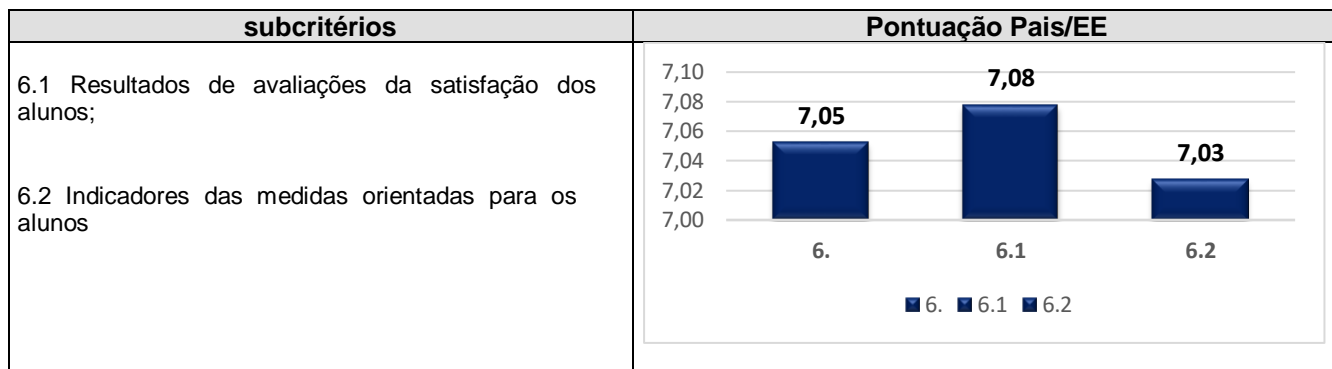 subcritérios
Pontuação Pais/EE
6.1 Resultados de avaliações da satisfação dos
alunos;
6.2 Indicadores das medidas orientadas para os
alunos
7,10
7,08
7,06
7,04
7,02
7,00
7,05
7,08
7,03
6.
6.1
6.2
6. 6.1 6.2